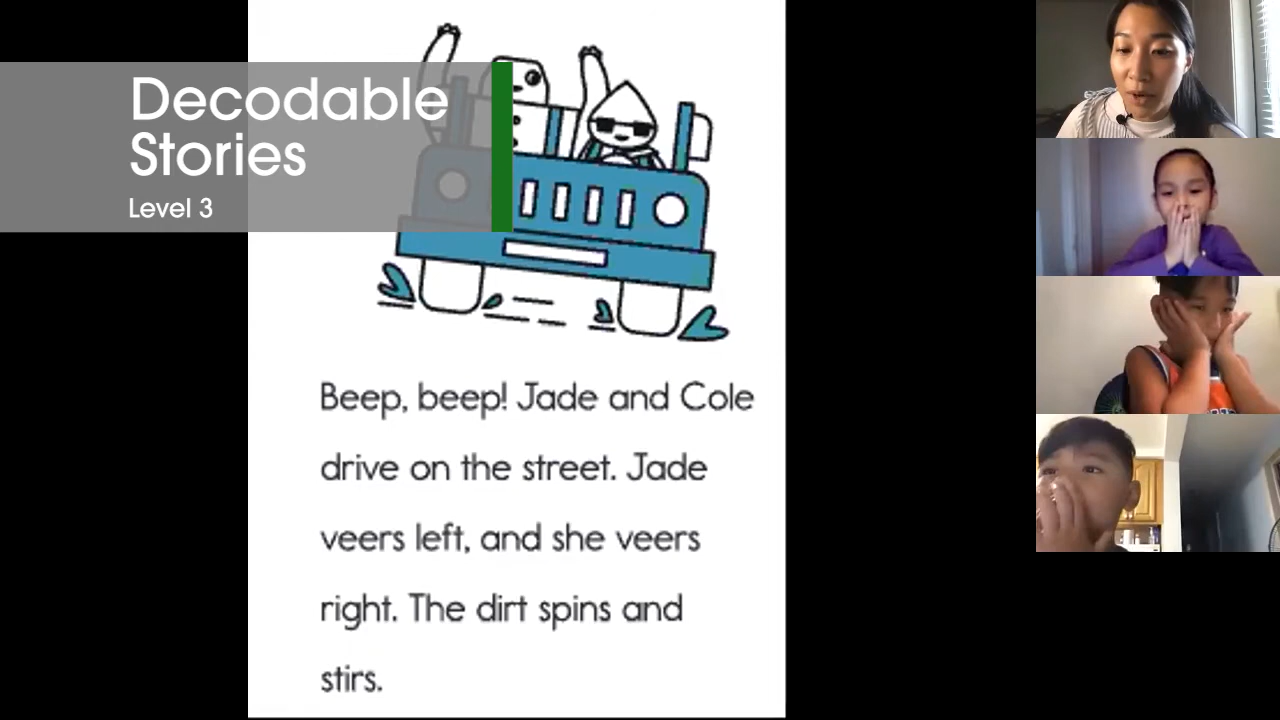 Decodable
Stories
Level 3
Beep, beep! Jade and Cole
drive on the street. Jade
veers left, and she veers
right. The dirt spins and
stirs.